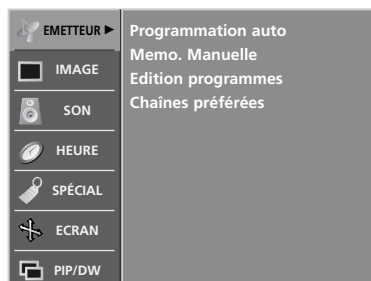 EMETTEUR
IMAGE
SON
HEURE
SPÉCIAL
ECRAN
PIP/DW
Programmation auto
Memo. Manuelle
Edition programmes
Chaînes préférées